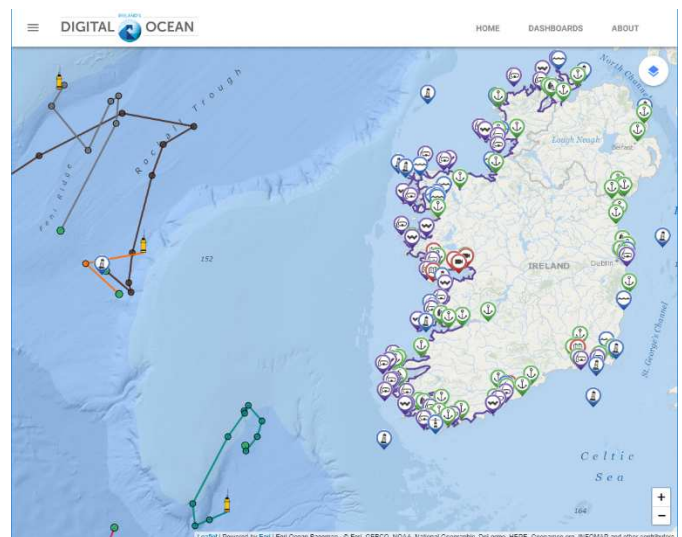 IRELAND'S
DIGITAL OCEAN
HOME DASHBOARDS ABOUT
North Channel
Rockall Trough
Feni Ridge
Lough Neagh
Belfast
152
IRELAND
Dublin
St. George's Channel
Celtic
Sea
104
+
−
Leaflet | Powered by Esri | Esri Ocean Basemap - © Esri, GEBCO, NOAA, National Geographic, DeLorme, HERE, Geonames.org, INFOMAR and other contributors